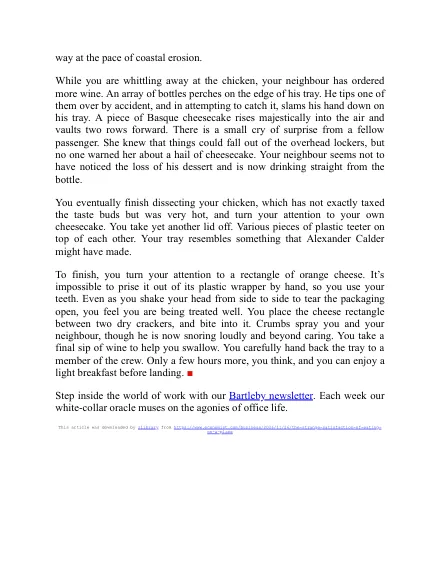 way at the pace of coastal erosion.
While you are whittling away at the chicken, your neighbour has ordered
more wine. An array of bottles perches on the edge of his tray. He tips one of
them over by accident, and in attempting to catch it, slams his hand down on
his tray. A piece of Basque cheesecake rises majestically into the air and
vaults two rows forward. There is a small cry of surprise from a fellow
passenger. She knew that things could fall out of the overhead lockers, but
no one warned her about a hail of cheesecake. Your neighbour seems not to
have noticed the loss of his dessert and is now drinking straight from the
bottle.
You eventually finish dissecting your chicken, which has not exactly taxed
the taste buds but was very hot, and turn your attention to your own
cheesecake. You take yet another lid off. Various pieces of plastic teeter on
top of each other. Your tray resembles something that Alexander Calder
might have made.
To finish, you turn your attention to a rectangle of orange cheese. It's
impossible to prise it out of its plastic wrapper by hand, so you use your
teeth. Even as you shake your head from side to side to tear the packaging
open, you feel you are being treated well. You place the cheese rectangle
between two dry crackers, and bite into it. Crumbs spray you and your
neighbour, though he is now snoring loudly and beyond caring. You take a
final sip of wine to help you swallow. You carefully hand back the tray to a
member of the crew. Only a few hours more, you think, and you can enjoy a
light breakfast before landing. ■
Step inside the world of work with our Bartleby newsletter. Each week our
white-collar oracle muses on the agonies of office life.
This article was downloaded by zlibrary from